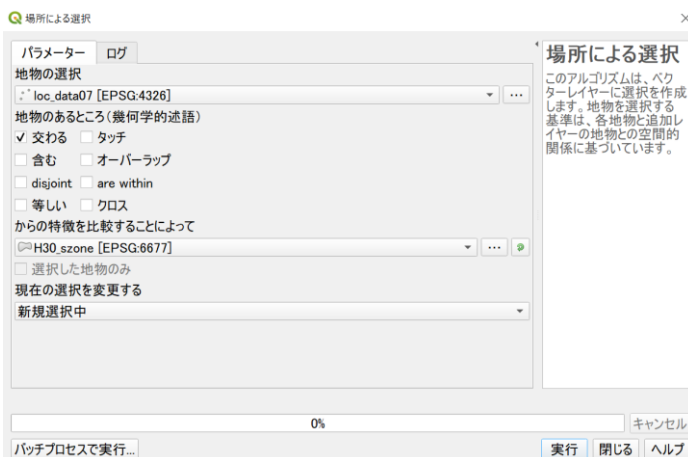 場所による選択
パラメーター ログ
地物の選択
loc_data07 [EPSG:4326]
…
地物のあるところ(幾何学的述語)
交わる タッチ
含む オーバーラップ
disjoint are within
等しい クロス
からの特徴を比較することによって
H30_szone [EPSG:6677]
…
選択した地物のみ
現在の選択を変更する
新規選択中
場所による選択
このアルゴリズムは、ベク
ターレイヤーに選択を作成
します。地物を選択する
基準は、各地物と追加レ
イヤーの地物との空間的
関係に基づいています。
0%
キャンセル
バッチプロセスで実行...
実行 閉じる ヘルプ